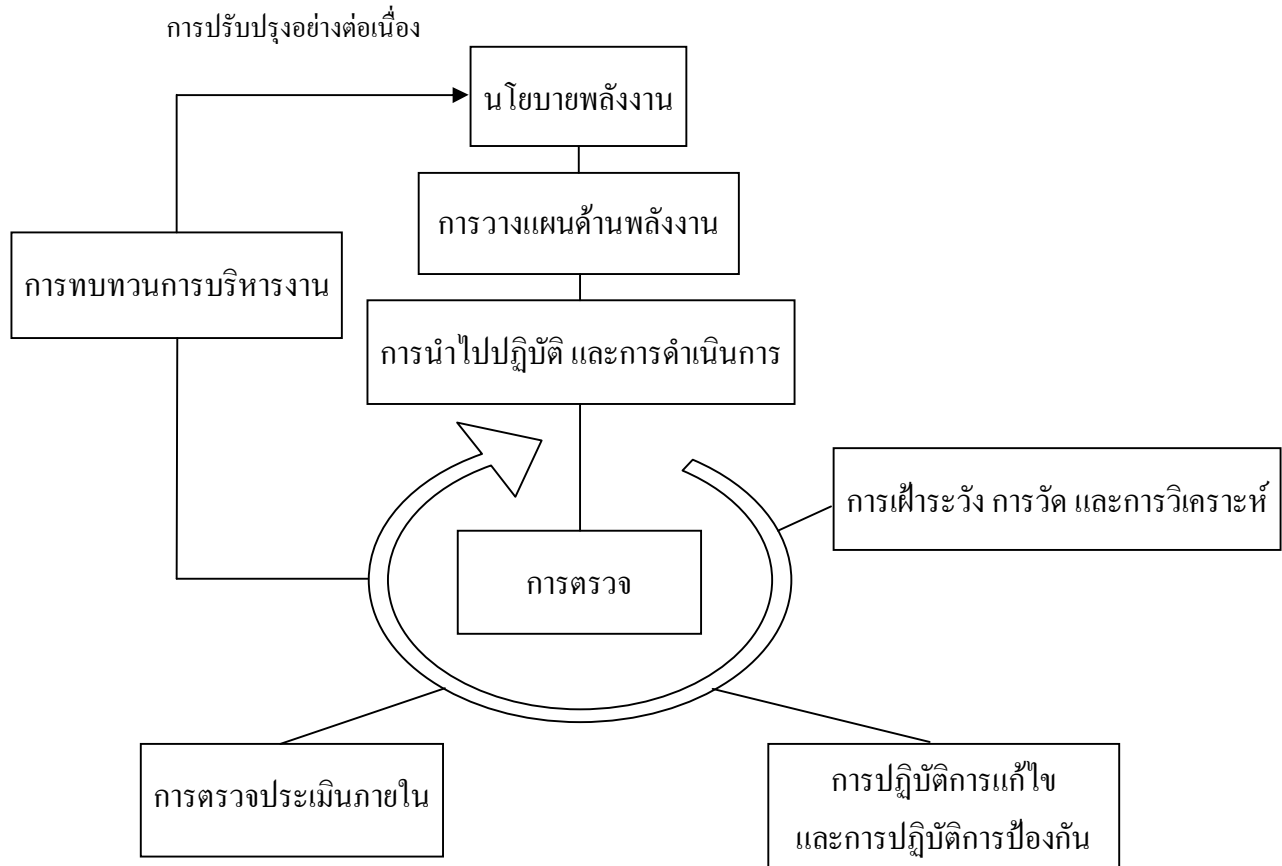 การปรับปรุงอย่างต่อเนื่อง
นโยบายพลังงาน
การวางแผนด้านพลังงาน
การทบทวนการบริหารงาน
การนำไปปฏิบัติ และการดำเนินการ
การเฝ้าระวัง การวัด และการวิเคราะห์
การตรวจ
การตรวจประเมินภายใน
การปฏิบัติการแก้ไข
และการปฏิบัติการป้องกัน